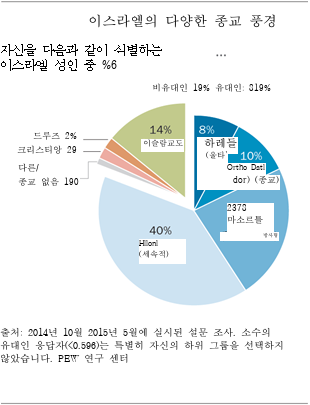 이스라엘의 다양한 종교 풍경
자신을 다음과 같이 식별하는
이스라엘 성인 중 %6
...
비유대인 19% 유대인: 819%
드루즈 2%
크리스티앙 29
다른/
종교 없음 190
14%
이슬람교도
8%
하레들
(울타
10%
Ortho Dati
dor) (종교)
2373
마소르틀
40%
Hiloni
(세속적)
출처: 2014년 10월 2015년 5월에 실시된 설문 조사. 소수의
유대인 응답자(<0.596)는 특별히 자신의 하위 그룹을 선택하지
않았습니다. PEW 연구 센터